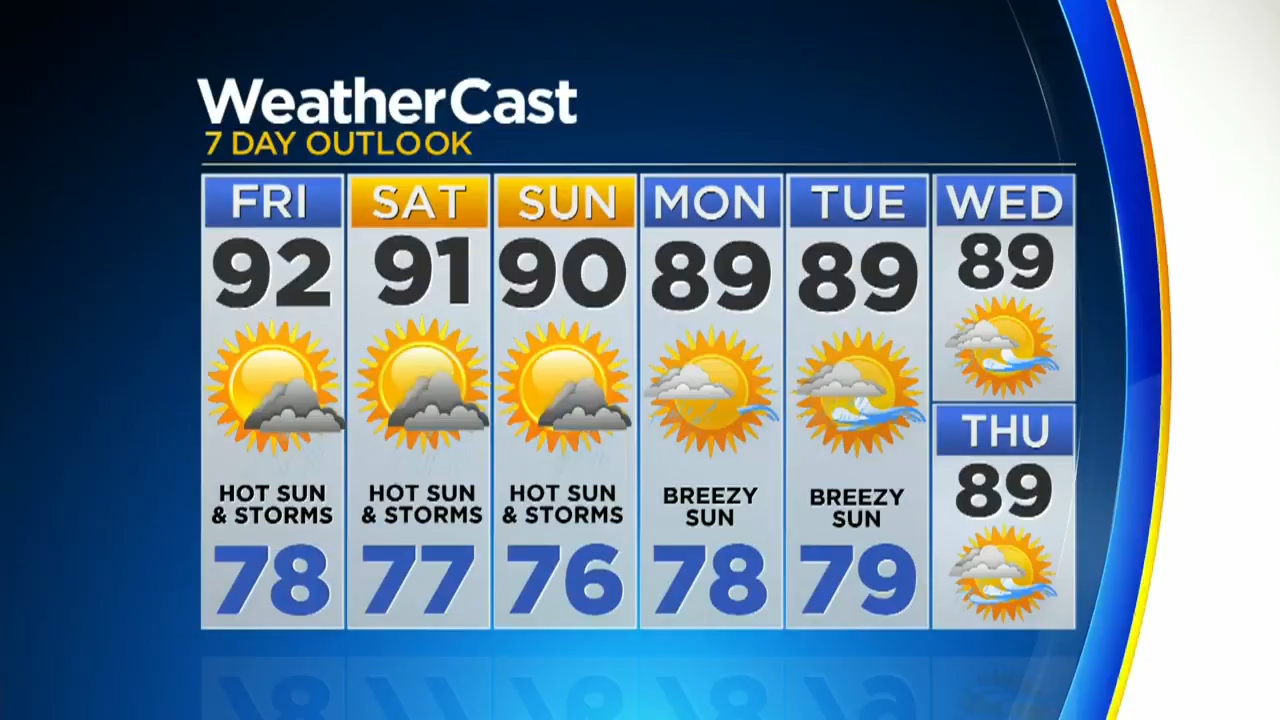 WeatherCast
7 DAY OUTLOOK
FRI
92
HOT SUN
& STORMS
78
SAT
91
HOT SUN
& STORMS
77
SUN
90
HOT SUN
& STORMS
76
MON
89
BREEZY
SUN
78
TUE
89
BREEZY
SUN
79
WED
89
THU
89